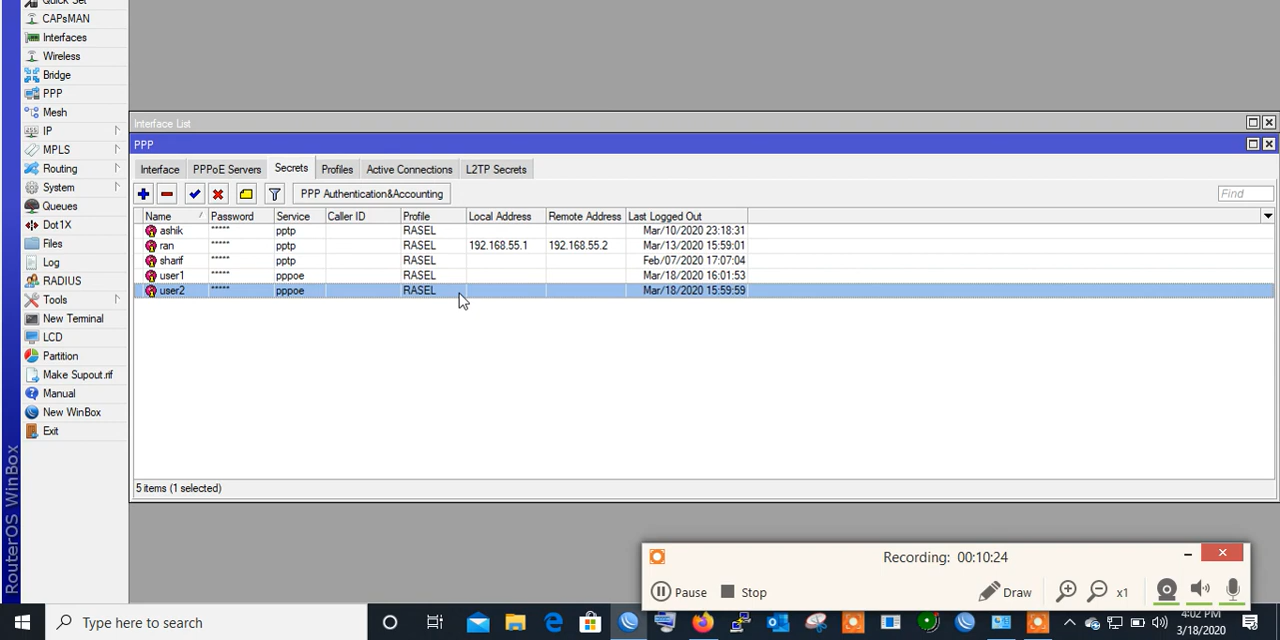 Quick Set
CAPsMAN
Interfaces
Wireless
Bridge
PPP
Mesh
IP
MPLS
Routing
System
Queues
Dot1X
Files
Log
RADIUS
Tools
New Terminal
LCD
Partition
Make Supout.rif
Manual
New WinBox
Exit
RouterOS WinBox
Interface List
PPP
Interface PPPoE Servers Secrets Profiles Active Connections L2TP Secrets
PPP Authentication&Accounting Find
Name Password Service Caller ID Profile Local Address Remote Address Last Logged Out
ashik ***** pptp RASEL Mar/10/2020 23:18:31
ran ***** pptp RASEL 192.168.55.1 192.168.55.2 Mar/13/2020 15:59:01
sharif ***** pptp RASEL Feb/07/2020 17:07:04
user1 ***** pppoe RASEL Mar/18/2020 16:01:53
user2 ***** pppoe RASEL Mar/18/2020 15:59:59
5 items (1 selected)
Recording: 00:10:24
Pause Stop Draw x1
Type here to search
4:02 PM
3/18/2020